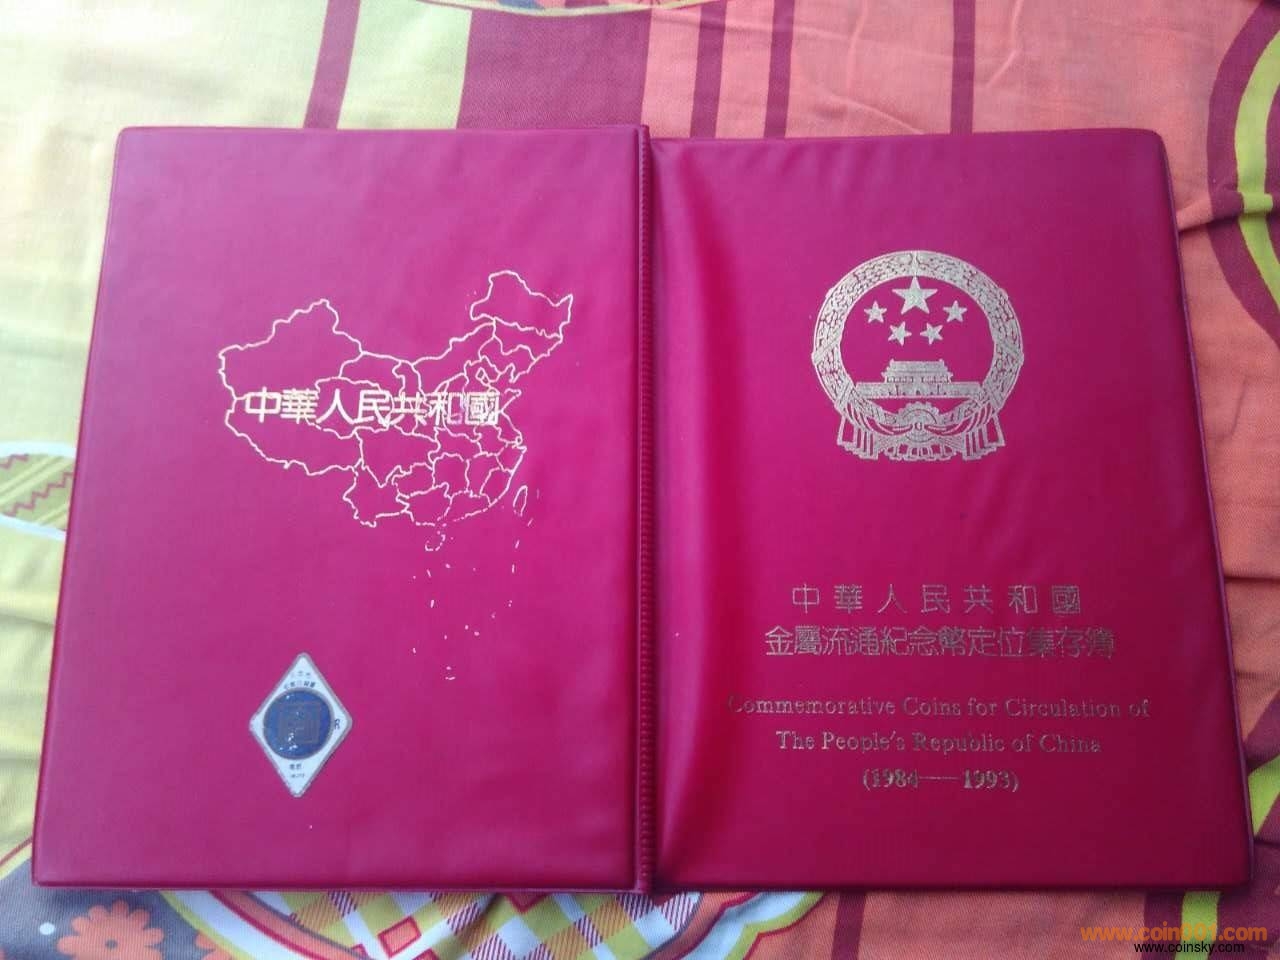 中華人民共和國
中華人民共和國
金屬流通紀念幣定位集存簿
Commemorative Coins for Circulation of
The People's Republic of China
(1984——1993)
R
www.coin001.com
www.coinsky.com